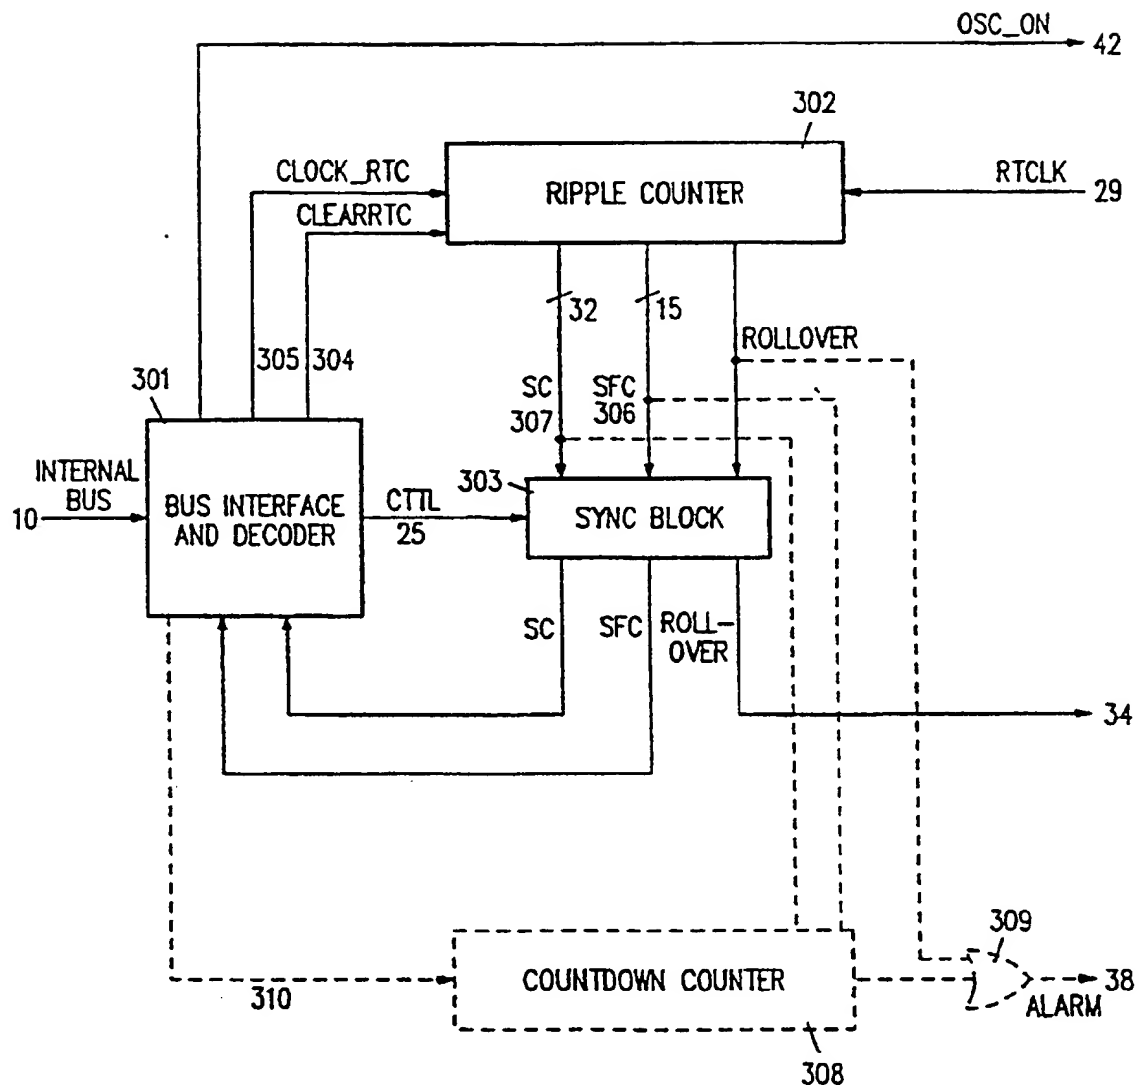 OSC_ON
42
302
CLOCK_RTC
CLEARRTC
RIPPLE COUNTER
RTCLK
29
32
15
ROLLOVER
305
304
301
SC
307
SFC
306
INTERNAL
BUS
10
BUS INTERFACE
AND DECODER
CTTL
25
303
SYNC BLOCK
SC
SFC
ROLL-
OVER
34
310
COUNTDOWN COUNTER
308
309
38
ALARM